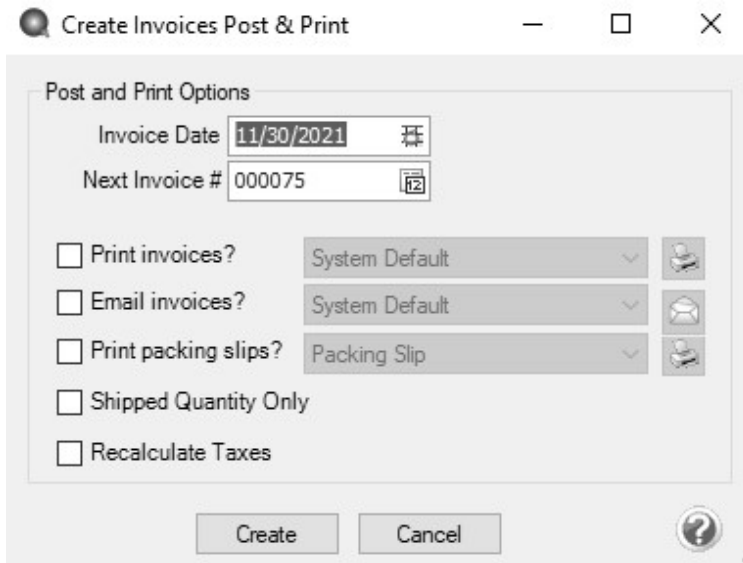 Create Invoices Post & Print
Post and Print Options
Invoice Date 11/30/2021
Next Invoice # 000075
Print invoices? System Default
Email invoices? System Default
Print packing slips? Packing Slip
Shipped Quantity Only
Recalculate Taxes
Create Cancel